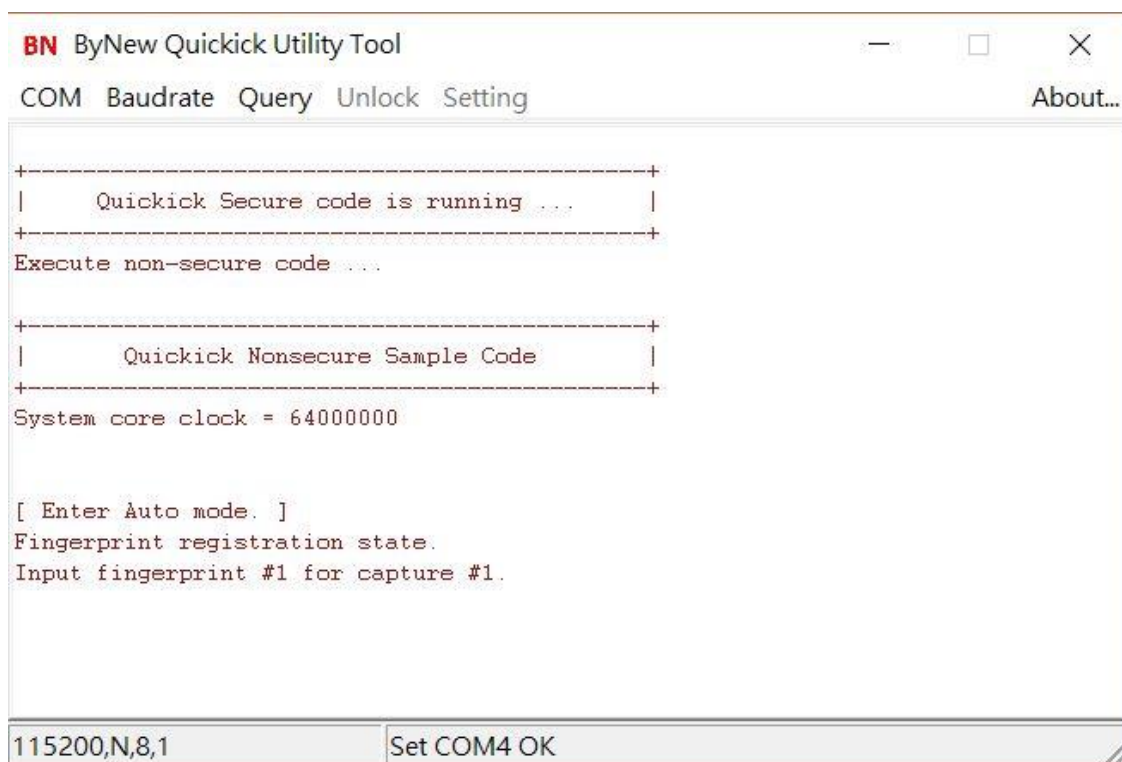 BN ByNew Quickick Utility Tool
COM Baudrate Query Unlock Setting About...
+---------------------------------------------+
| Quickick Secure code is running ... |
+---------------------------------------------+
Execute non-secure code ...
+---------------------------------------------+
| Quickick Nonsecure Sample Code |
+---------------------------------------------+
System core clock = 64000000
[ Enter Auto mode. ]
Fingerprint registration state.
Input fingerprint #1 for capture #1.
115200,N,8,1 Set COM4 OK